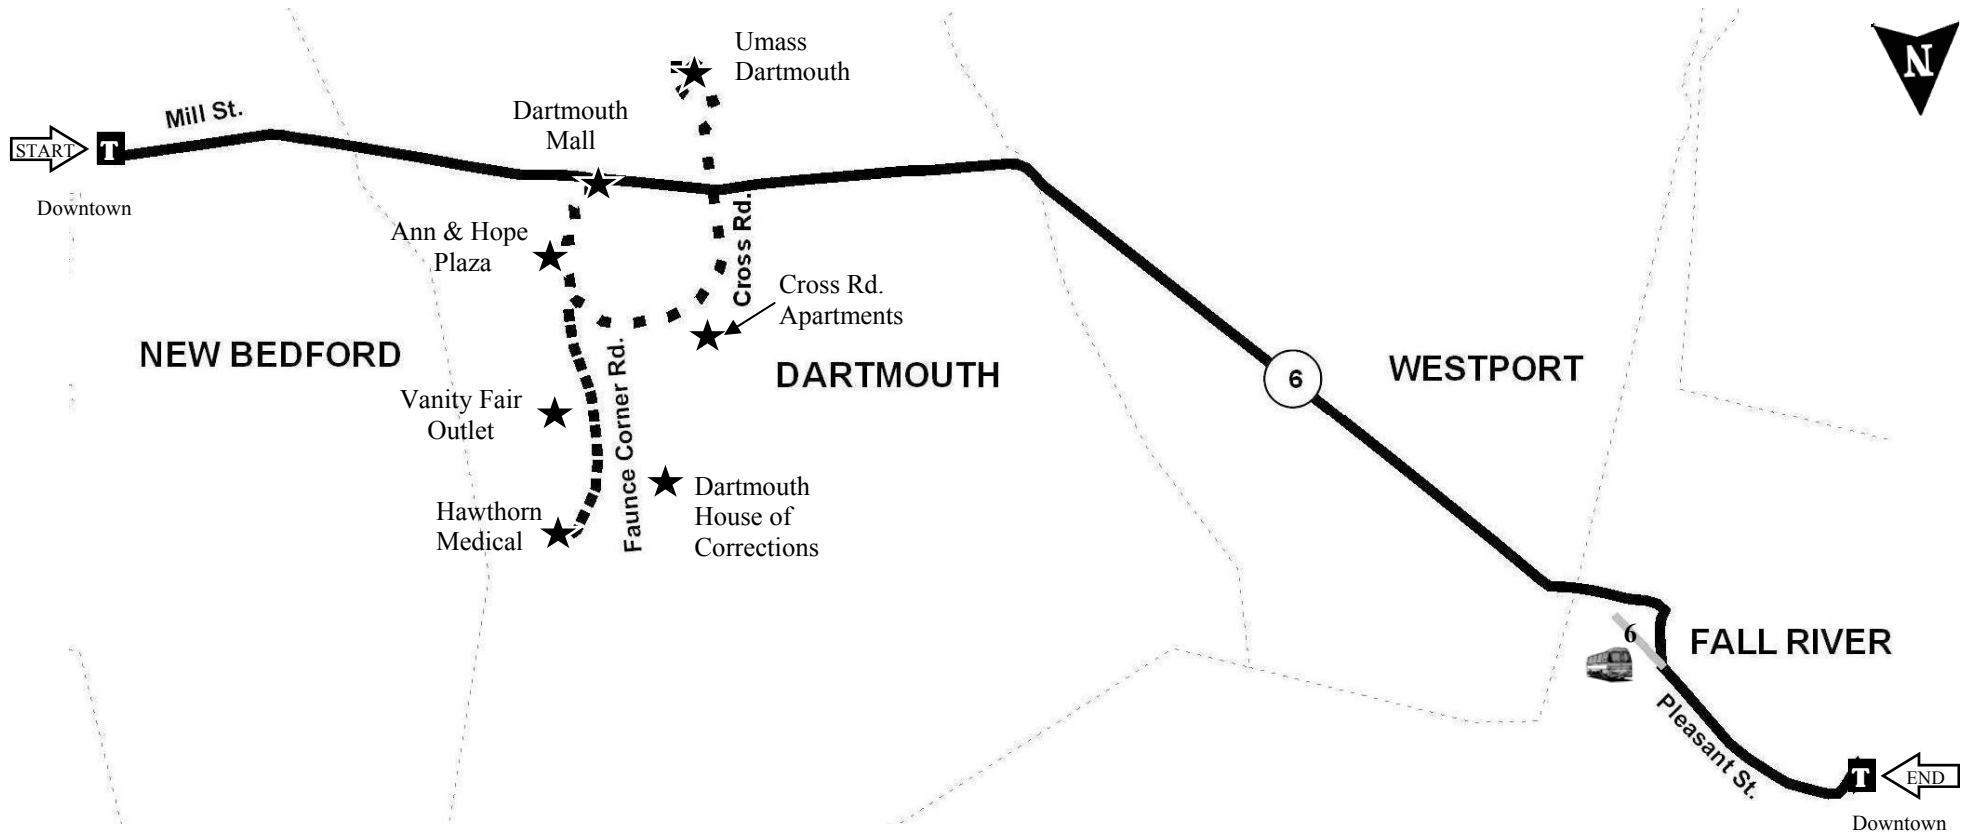 Umass
Dartmouth
N
Dartmouth
Mall
Mill St.
START
T
Downtown
Ann & Hope
Plaza
Cross Rd.
Cross Rd.
Apartments
NEW BEDFORD
DARTMOUTH
6
WESTPORT
Faunce Corner Rd.
Vanity Fair
Outlet
Dartmouth
House of
Corrections
Hawthorn
Medical
6
FALL RIVER
Pleasant St.
T
END
Downtown